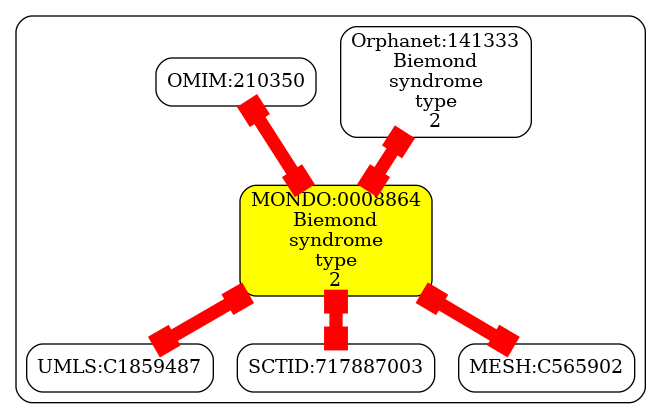 OMIM:210350
Orphanet:141333
Biemond
syndrome
type
2
MONDO:0008864
Biemond
syndrome
type
2
UMLS:C1859487
SCTID:717887003
MESH:C565902